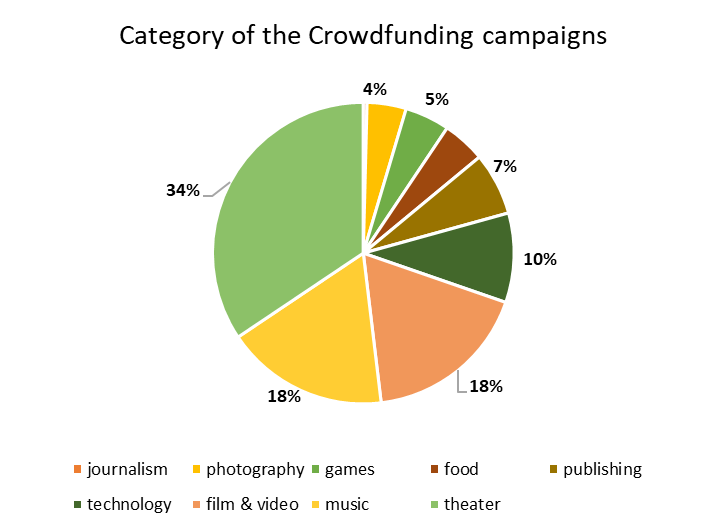 Category of the Crowdfunding campaigns
4%
5%
7%
34%
10%
18%
18%
journalism photography games food publishing
technology film & video music theater